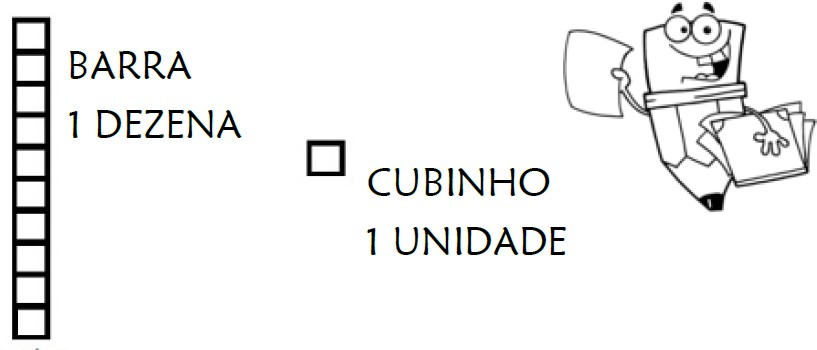 BARRA
1 DEZENA
CUBINHO
1 UNIDADE